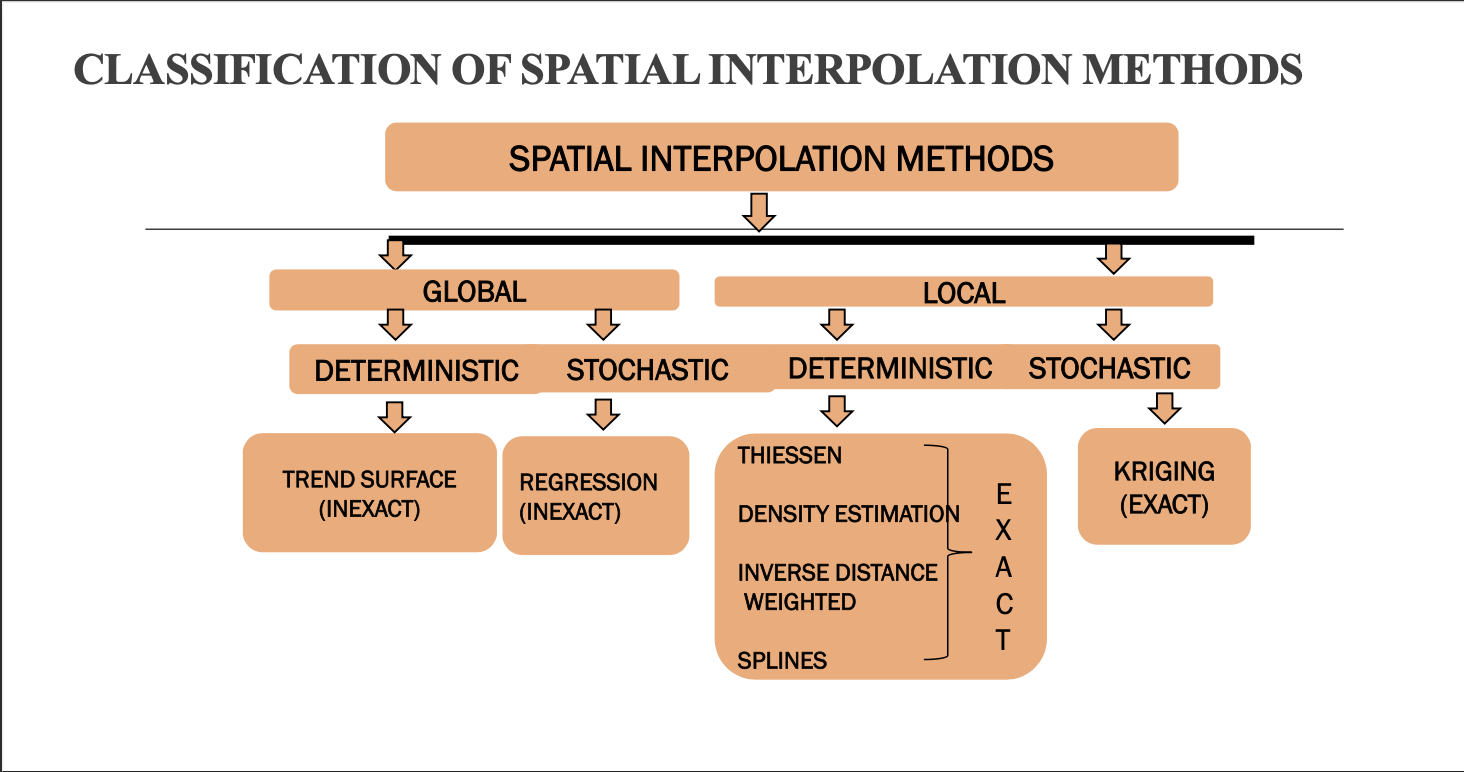 CLASSIFICATION OF SPATIAL INTERPOLATION METHODS
SPATIAL INTERPOLATION METHODS
GLOBAL
LOCAL
DETERMINISTIC
STOCHASTIC
DETERMINISTIC
STOCHASTIC
TREND SURFACE
(INEXACT)
REGRESSION
(INEXACT)
THIESSEN
DENSITY ESTIMATION
INVERSE DISTANCE
WEIGHTED
SPLINES
E
X
A
C
T
KRIGING
(EXACT)